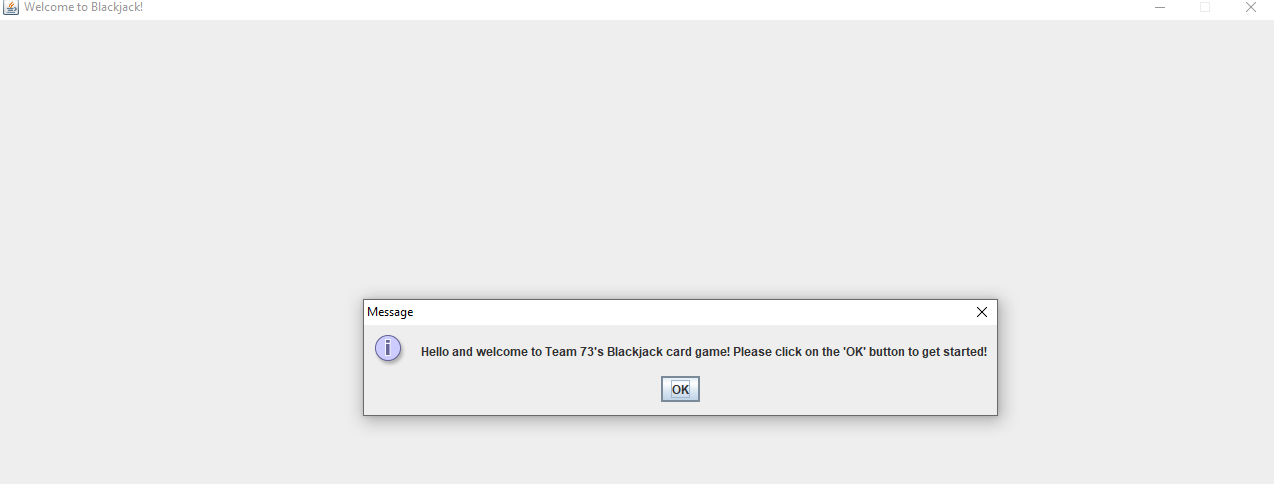 Welcome to Blackjack!
Message
Hello and welcome to Team 73's Blackjack card game! Please click on the 'OK' button to get started!
OK